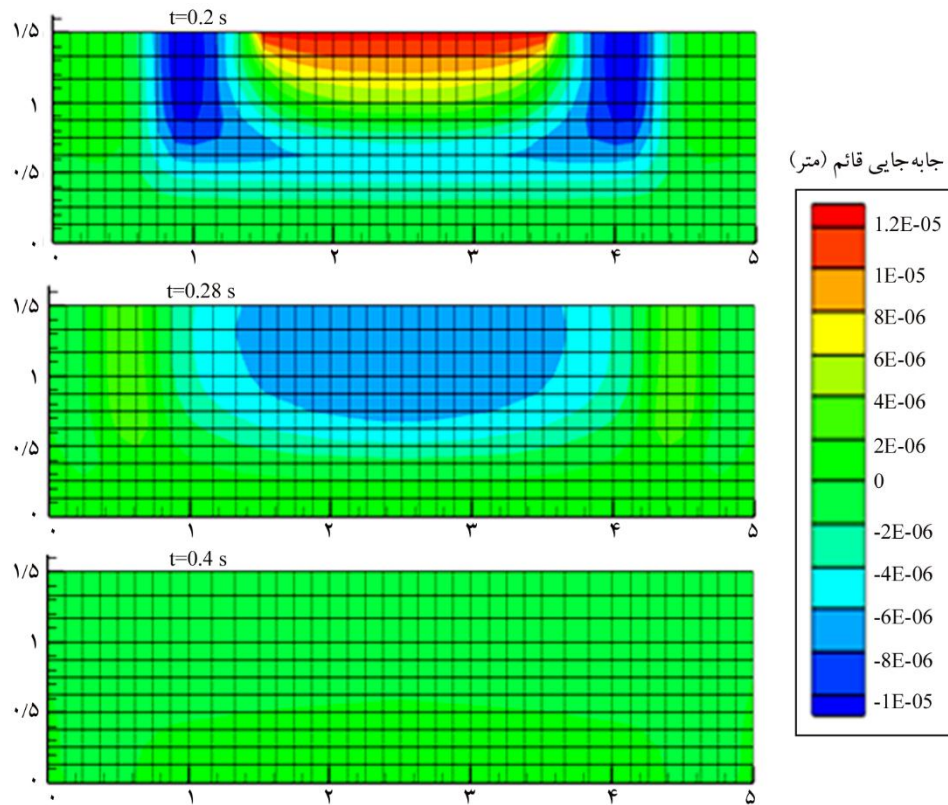 t=0.2 s
۱/۵
۱
۰/۵
۰
۰ ۱ ۲ ۳ ۴ ۵
t=0.28 s
۱/۵
۱
۰/۵
۰
۰ ۱ ۲ ۳ ۴ ۵
t=0.4 s
۱/۵
۱
۰/۵
۰
۰ ۱ ۲ ۳ ۴ ۵
جابه‌جایی قائم (متر)
1.2E-05
1E-05
8E-06
6E-06
4E-06
2E-06
0
-2E-06
-4E-06
-6E-06
-8E-06
-1E-05